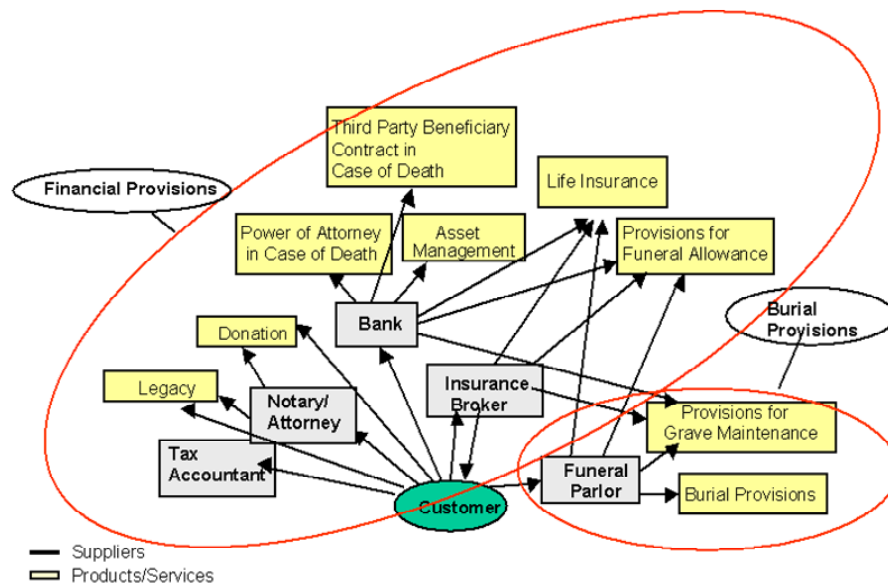 Third Party Beneficiary
Contract in
Case of Death
Financial Provisions
Life Insurance
Power of Attorney
in Case of Death
Asset
Management
Provisions for
Funeral Allowance
Burial
Provisions
Bank
Donation
Insurance
Broker
Legacy
Notary/
Attorney
Provisions for
Grave Maintenance
Tax
Accountant
Funeral
Parlor
Customer
Burial Provisions
Suppliers
Products/Services